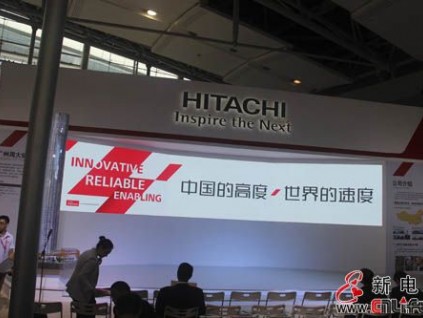 HITACHI
Inspire the Next
INNOVATIVE
RELIABLE
ENABLING
中国的高度 世界的速度
新电